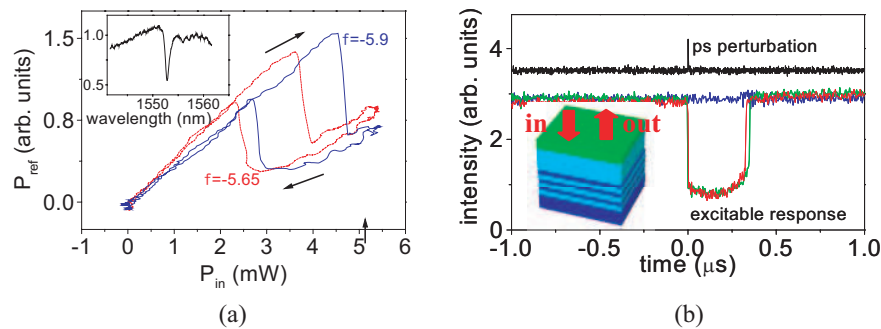 1.5
0.8
0.0
P_ref (arb. units)
1.0
0.5
1550 1560
wavelength (nm)
f=-5.9
f=-5.65
-1 0 1 2 3 4 5 6
P_in (mW)
(a)
4
2
0
intensity (arb. units)
ps perturbation
in out
excitable response
-1.0 -0.5 0.0 0.5 1.0
time (μs)
(b)